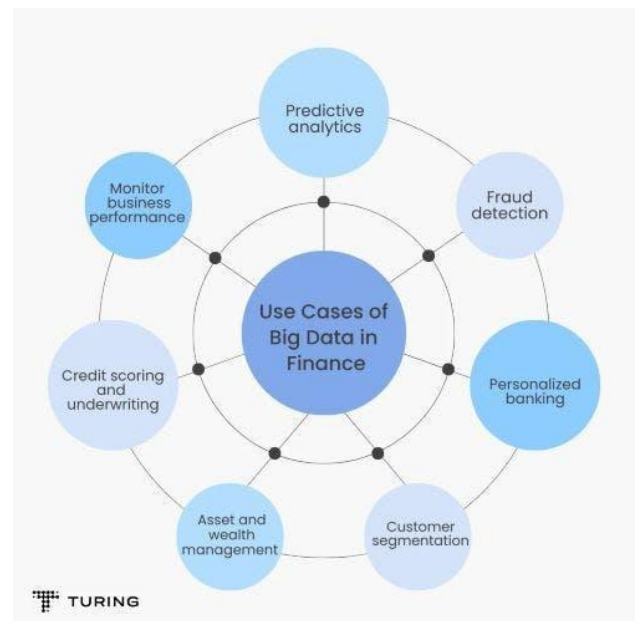 Predictive
analytics
Fraud
detection
Personalized
banking
Customer
segmentation
Asset and
wealth
management
Credit scoring
and
underwriting
Monitor
business
performance
Use Cases of
Big Data in
Finance
TURING